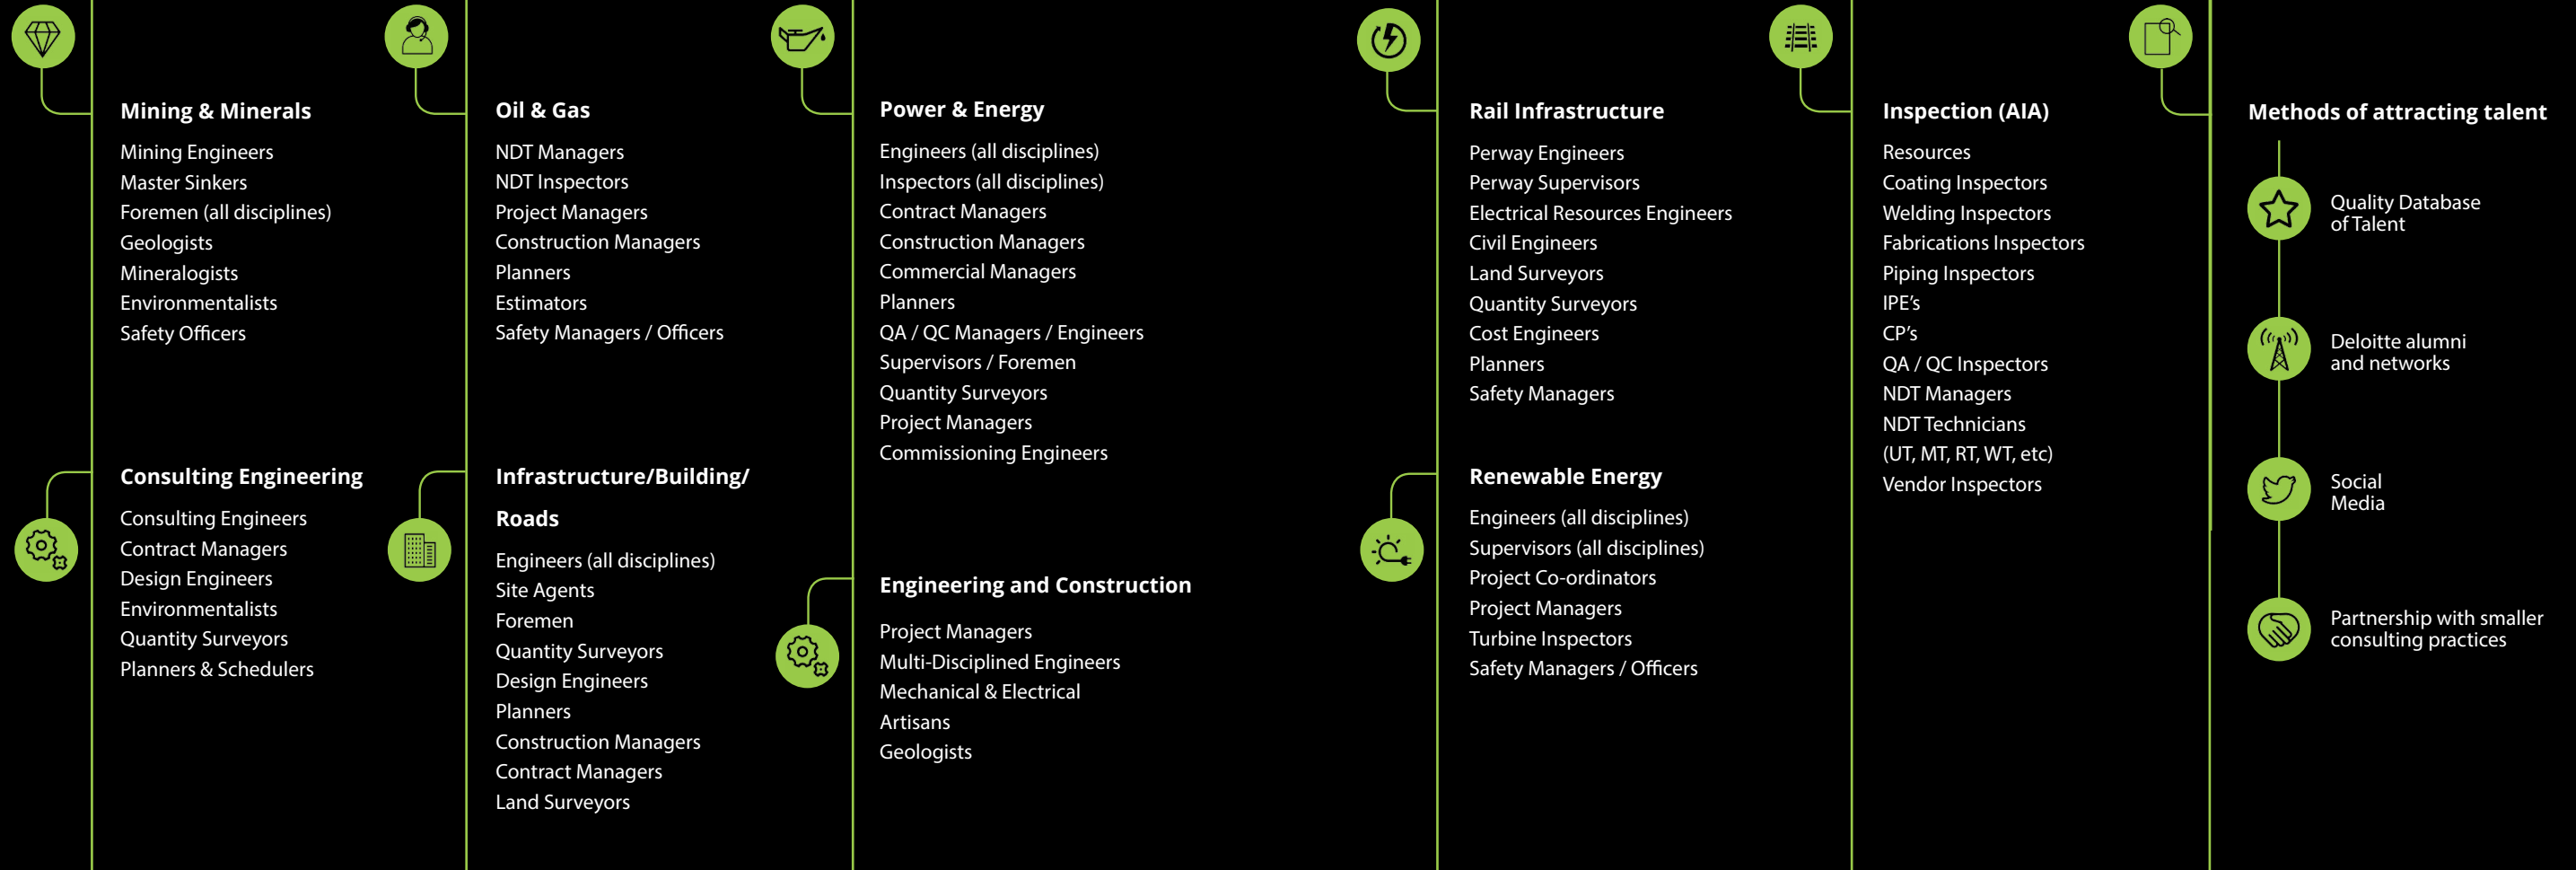 Mining & Minerals
Mining Engineers
Master Sinkers
Foremen (all disciplines)
Geologists
Mineralogists
Environmentalists
Safety Officers
Consulting Engineering
Consulting Engineers
Contract Managers
Design Engineers
Environmentalists
Quantity Surveyors
Planners & Schedulers
Oil & Gas
NDT Managers
NDT Inspectors
Project Managers
Construction Managers
Planners
Estimators
Safety Managers / Officers
Infrastructure/Building/
Roads
Engineers (all disciplines)
Site Agents
Foremen
Quantity Surveyors
Design Engineers
Planners
Construction Managers
Contract Managers
Land Surveyors
Power & Energy
Engineers (all disciplines)
Inspectors (all disciplines)
Contract Managers
Construction Managers
Commercial Managers
Planners
QA / QC Managers / Engineers
Supervisors / Foremen
Quantity Surveyors
Project Managers
Commissioning Engineers
Engineering and Construction
Project Managers
Multi-Disciplined Engineers
Mechanical & Electrical
Artisans
Geologists
Rail Infrastructure
Perway Engineers
Perway Supervisors
Electrical Resources Engineers
Civil Engineers
Land Surveyors
Quantity Surveyors
Cost Engineers
Planners
Safety Managers
Renewable Energy
Engineers (all disciplines)
Supervisors (all disciplines)
Project Co-ordinators
Project Managers
Turbine Inspectors
Safety Managers / Officers
Inspection (AIA)
Resources
Coating Inspectors
Welding Inspectors
Fabrications Inspectors
Piping Inspectors
IPE’s
CP’s
QA / QC Inspectors
NDT Managers
NDT Technicians
(UT, MT, RT, WT, etc)
Vendor Inspectors
Methods of attracting talent
Quality Database
of Talent
Deloitte alumni
and networks
Social
Media
Partnership with smaller
consulting practices